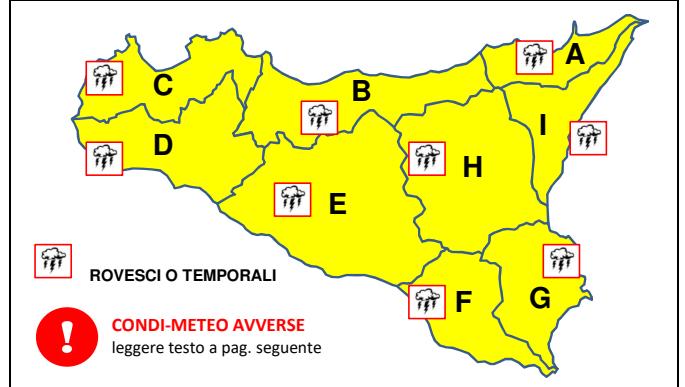 A
C
B
I
D
H
E
F
G
ROVESCI O TEMPORALI
CONDI-METEO AVVERSE
leggere testo a pag. seguente